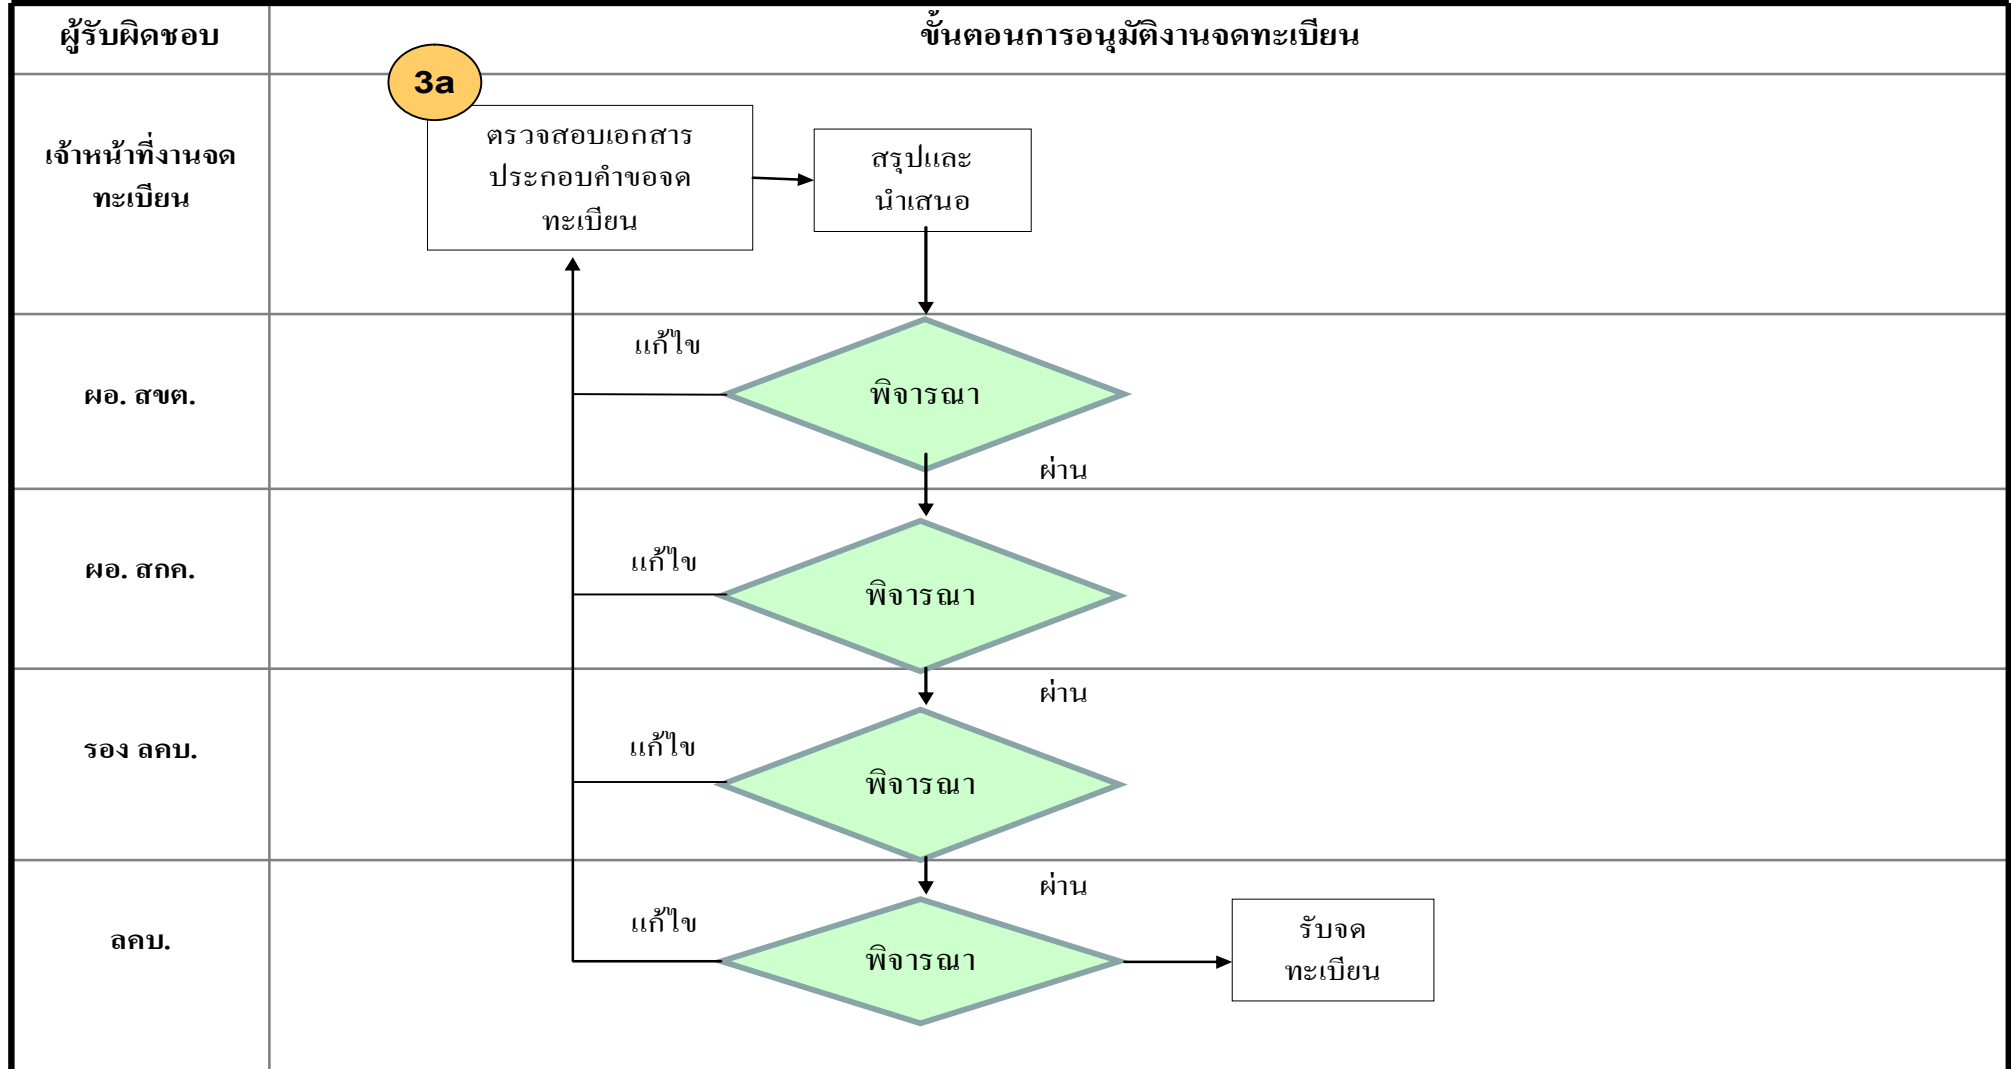 ผู้รับผิดชอบ
ขั้นตอนการอนุมัติงานจดทะเบียน
3a
เจ้าหน้าที่งานจด
ทะเบียน
ตรวจสอบเอกสาร
ประกอบคำขอจด
ทะเบียน
สรุปและ
นำเสนอ
ผอ. สขต.
แก้ไข
พิจารณา
ผ่าน
ผอ. สกค.
แก้ไข
พิจารณา
ผ่าน
รอง ลคบ.
แก้ไข
พิจารณา
ผ่าน
ลคบ.
แก้ไข
พิจารณา
รับจด
ทะเบียน